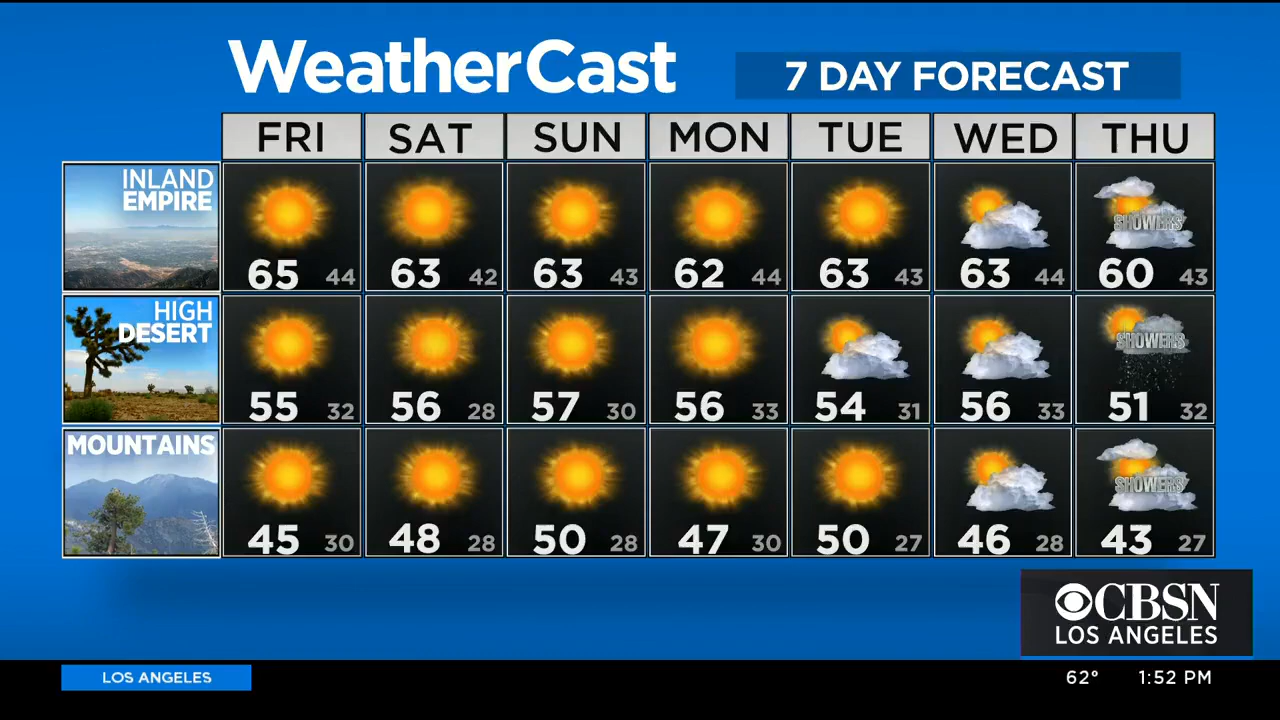 WeatherCast
7 DAY FORECAST
FRI SAT SUN MON TUE WED THU
INLAND
EMPIRE
SHOWERS
65 44 63 42 63 43 62 44 63 43 63 44 60 43
HIGH
DESERT
SHOWERS
55 32 56 28 57 30 56 33 54 31 56 33 51 32
MOUNTAINS
SHOWERS
45 30 48 28 50 28 47 30 50 27 46 28 43 27
CBSN
LOS ANGELES
LOS ANGELES
62° 1:52 PM